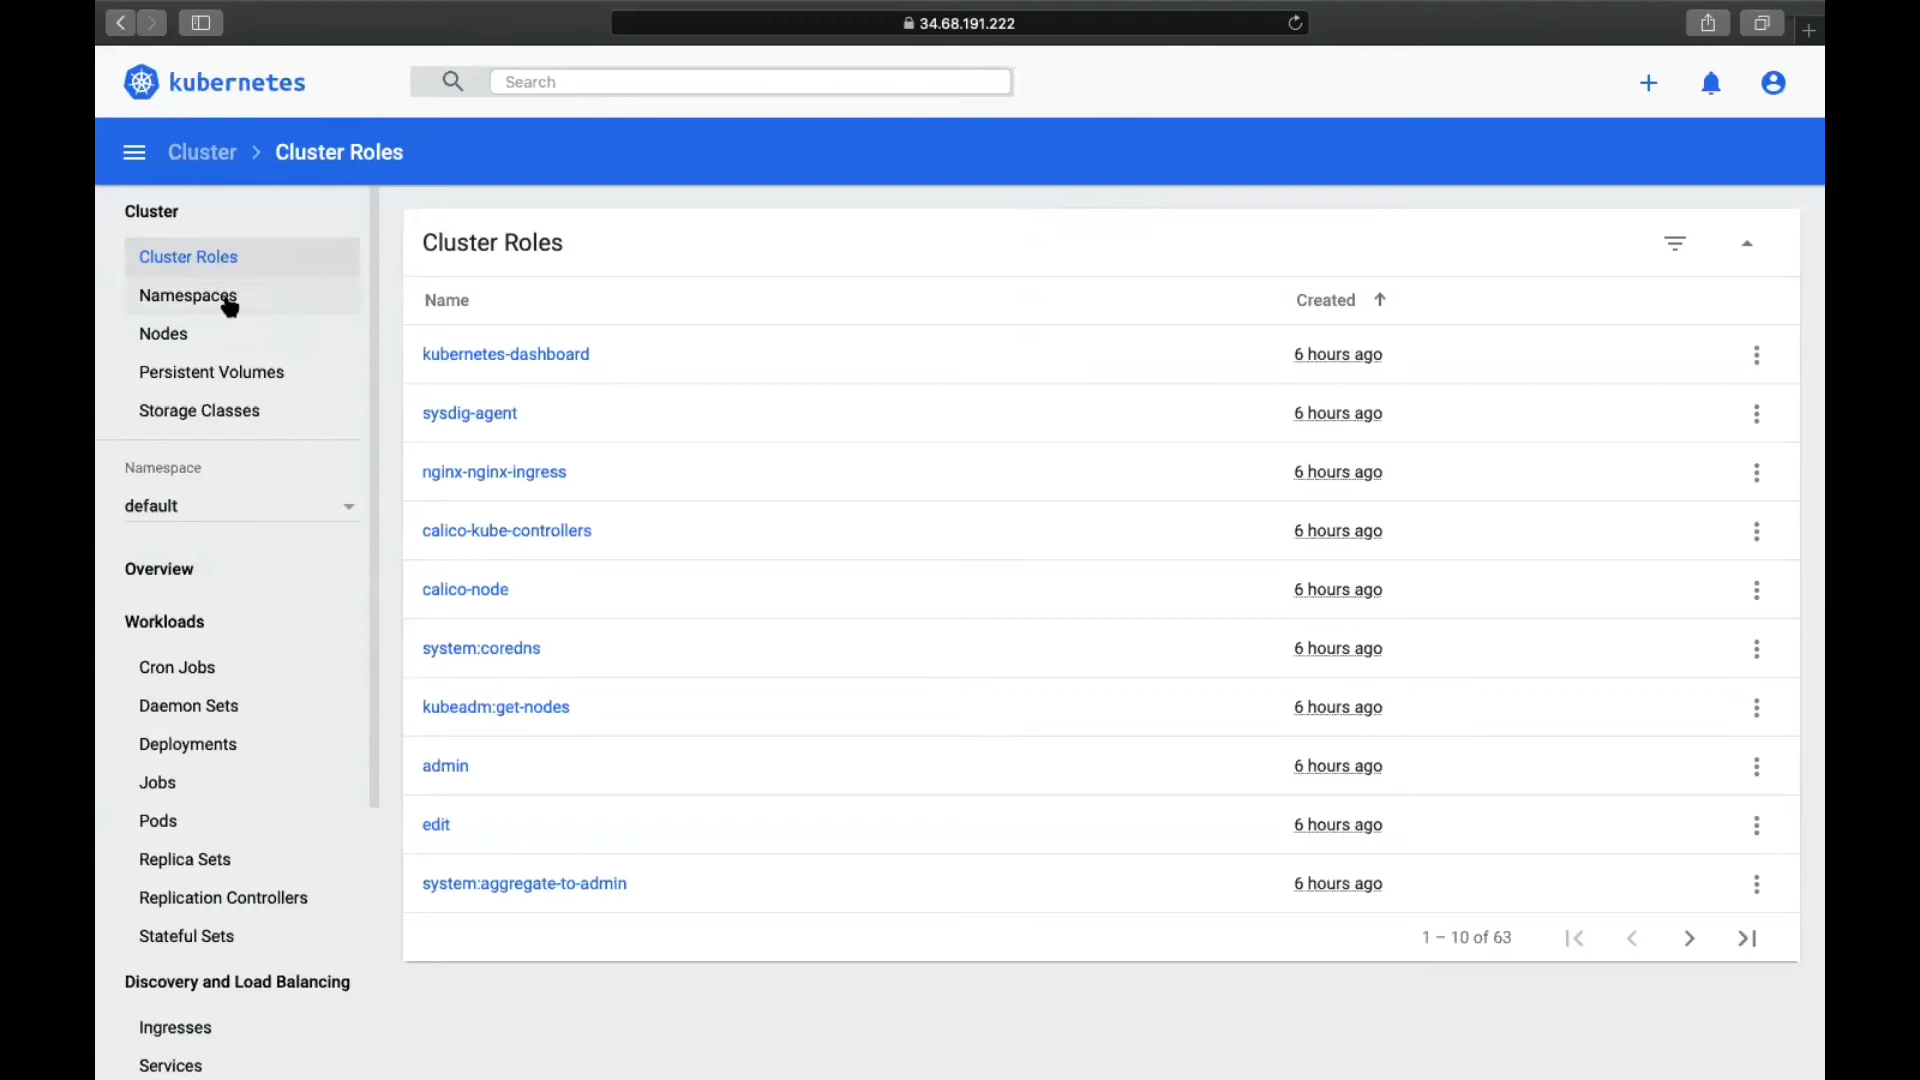 34.68.191.222
kubernetes
Search
Cluster > Cluster Roles
Cluster
Cluster Roles
Namespaces
Nodes
Persistent Volumes
Storage Classes
Namespace
default
Overview
Workloads
Cron Jobs
Daemon Sets
Deployments
Jobs
Pods
Replica Sets
Replication Controllers
Stateful Sets
Discovery and Load Balancing
Ingresses
Services
Cluster Roles
Name Created
kubernetes-dashboard 6 hours ago
sysdig-agent 6 hours ago
nginx-nginx-ingress 6 hours ago
calico-kube-controllers 6 hours ago
calico-node 6 hours ago
system:coredns 6 hours ago
kubeadm:get-nodes 6 hours ago
admin 6 hours ago
edit 6 hours ago
system:aggregate-to-admin 6 hours ago
1 – 10 of 63